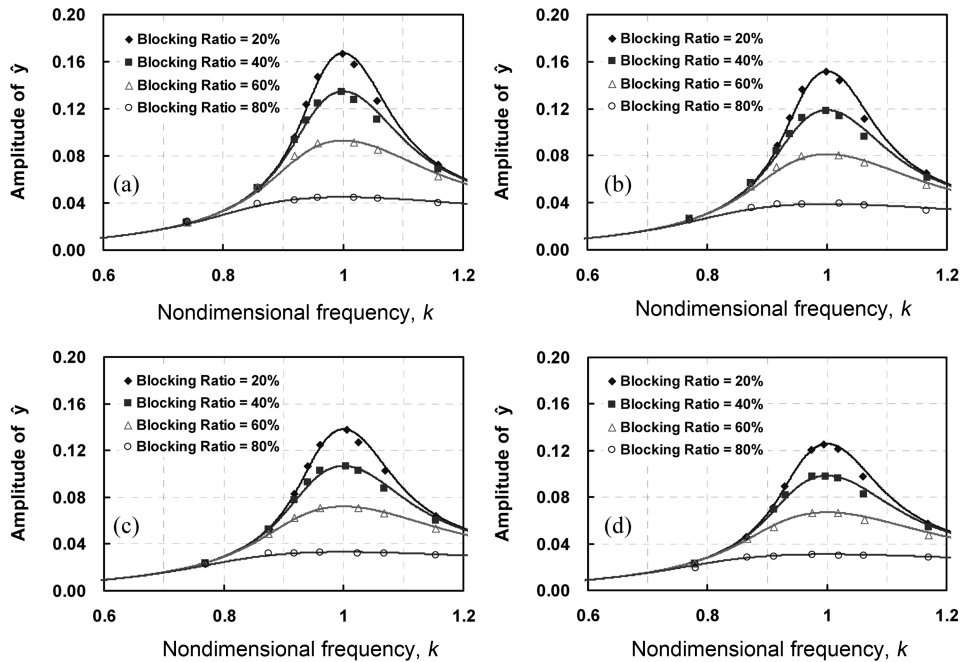 0.20
0.16
0.12
0.08
0.04
0.00
Amplitude of ŷ
Blocking Ratio = 20%
Blocking Ratio = 40%
Blocking Ratio = 60%
Blocking Ratio = 80%
(a)
0.6 0.8 1 1.2
Nondimensional frequency, k
0.20
0.16
0.12
0.08
0.04
0.00
Amplitude of ŷ
Blocking Ratio = 20%
Blocking Ratio = 40%
Blocking Ratio = 60%
Blocking Ratio = 80%
(b)
0.6 0.8 1 1.2
Nondimensional frequency, k
0.20
0.16
0.12
0.08
0.04
0.00
Amplitude of ŷ
Blocking Ratio = 20%
Blocking Ratio = 40%
Blocking Ratio = 60%
Blocking Ratio = 80%
(c)
0.6 0.8 1 1.2
Nondimensional frequency, k
0.20
0.16
0.12
0.08
0.04
0.00
Amplitude of ŷ
Blocking Ratio = 20%
Blocking Ratio = 40%
Blocking Ratio = 60%
Blocking Ratio = 80%
(d)
0.6 0.8 1 1.2
Nondimensional frequency, k